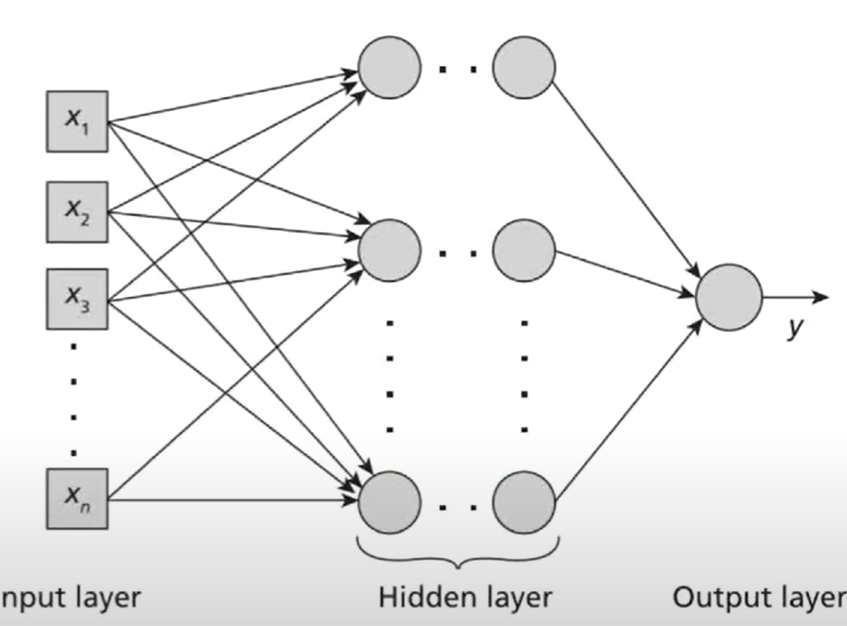 x₁
x₂
x₃
xₙ
y
nput layer
Hidden layer
Output layer